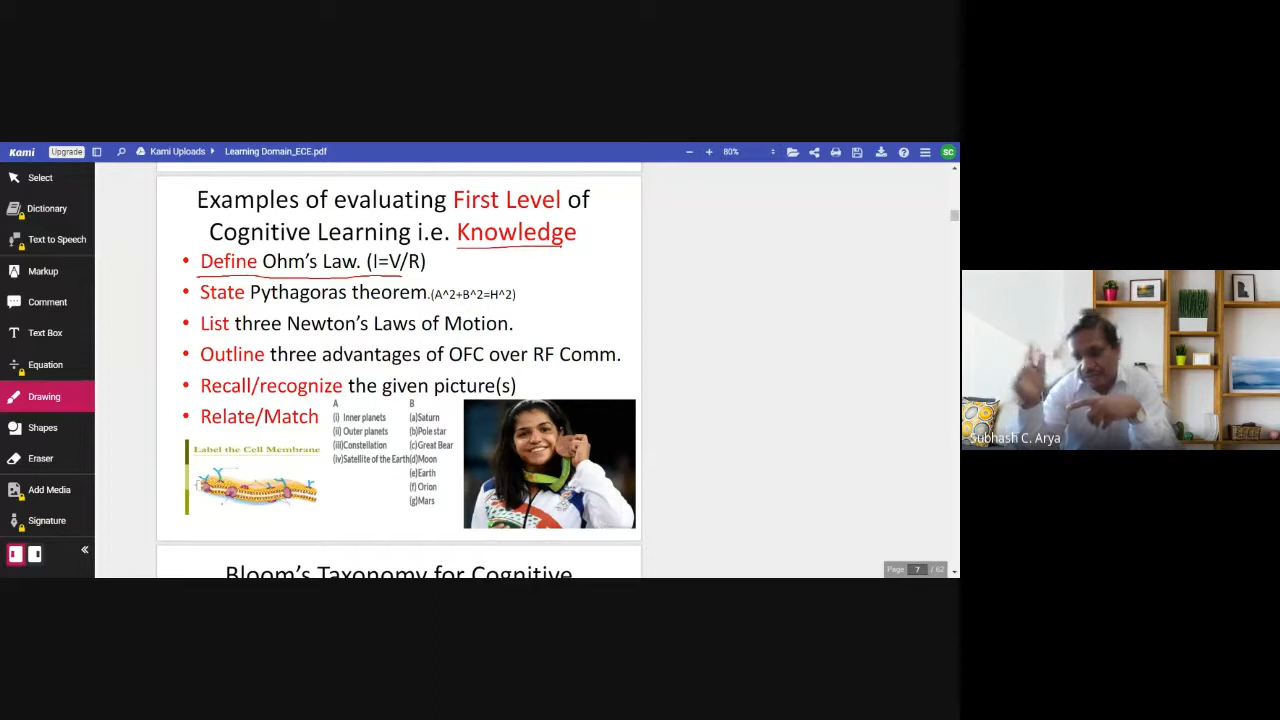 Kami Upgrade Kami Uploads Learning Domain_ECE.pdf 80% SC
Select
Dictionary
Text to Speech
Markup
Comment
Text Box
Equation
Drawing
Shapes
Eraser
Add Media
Signature
Examples of evaluating First Level of
Cognitive Learning i.e. Knowledge
• Define Ohm's Law. (I=V/R)
• State Pythagoras theorem.(A^2+B^2=H^2)
• List three Newton's Laws of Motion.
• Outline three advantages of OFC over RF Comm.
• Recall/recognize the given picture(s)
• Relate/Match
A B
(i) Inner planets (a)Saturn
(ii) Outer planets (b)Pole star
(iii)Constellation (c)Great Bear
(iv)Satellite of the Earth(d)Moon
(e)Earth
(f) Orion
(g)Mars
Label the Cell Membrane
Bloom's Taxonomy for Cognitive
Page 7 / 62
Subhash C. Arya